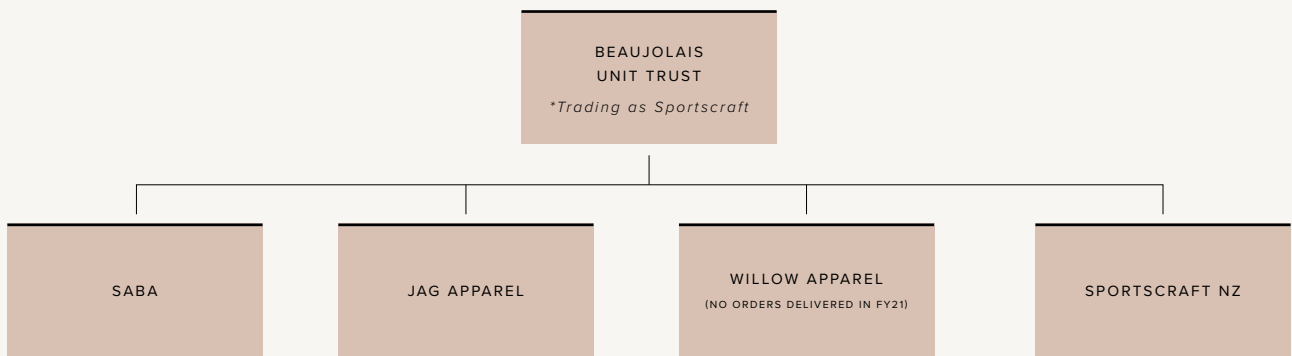 BEAUJOLAIS
UNIT TRUST
*Trading as Sportscraft
SABA
JAG APPAREL
WILLOW APPAREL
(NO ORDERS DELIVERED IN FY21)
SPORTSCRAFT NZ